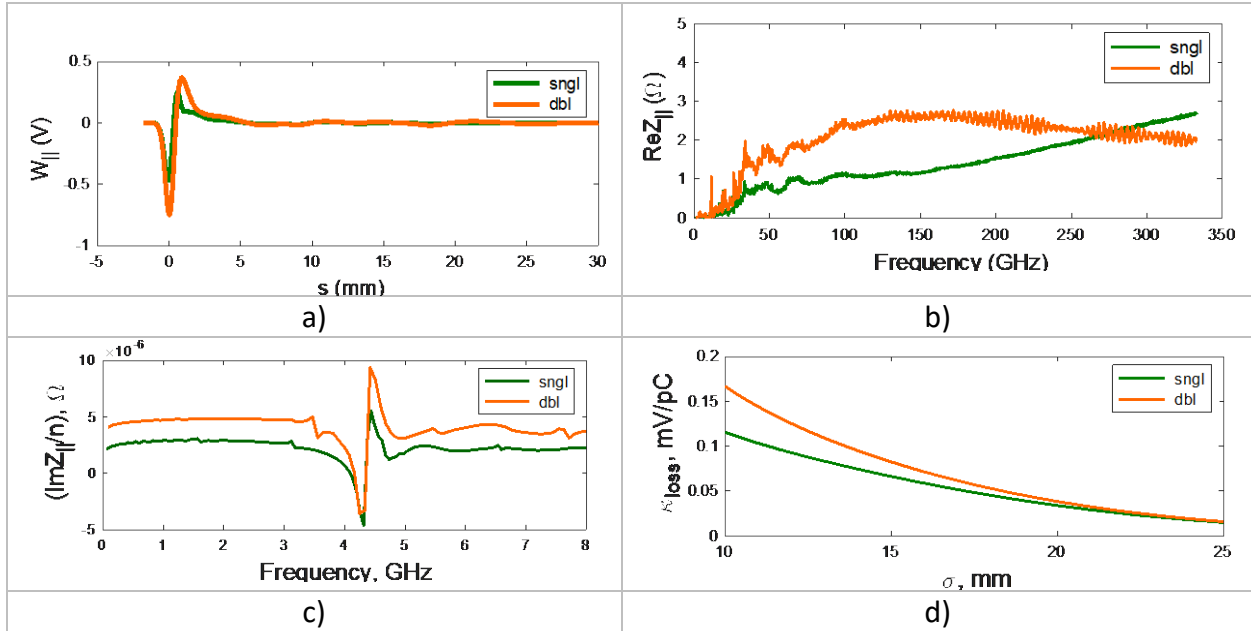 0.5
0
-0.5
-1
-5
0
5
10
15
20
25
30
W|| (V)
s (mm)
sngl
dbl
a)
5
4
3
2
1
0
0
50
100
150
200
250
300
350
ReZ|| (Ω)
Frequency (GHz)
sngl
dbl
b)
10
×10⁻⁶
5
0
-5
0
1
2
3
4
5
6
7
8
(ImZ||/n), Ω
Frequency, GHz
sngl
dbl
c)
0.2
0.15
0.1
0.05
0
10
15
20
25
κloss, mV/pC
σ, mm
sngl
dbl
d)